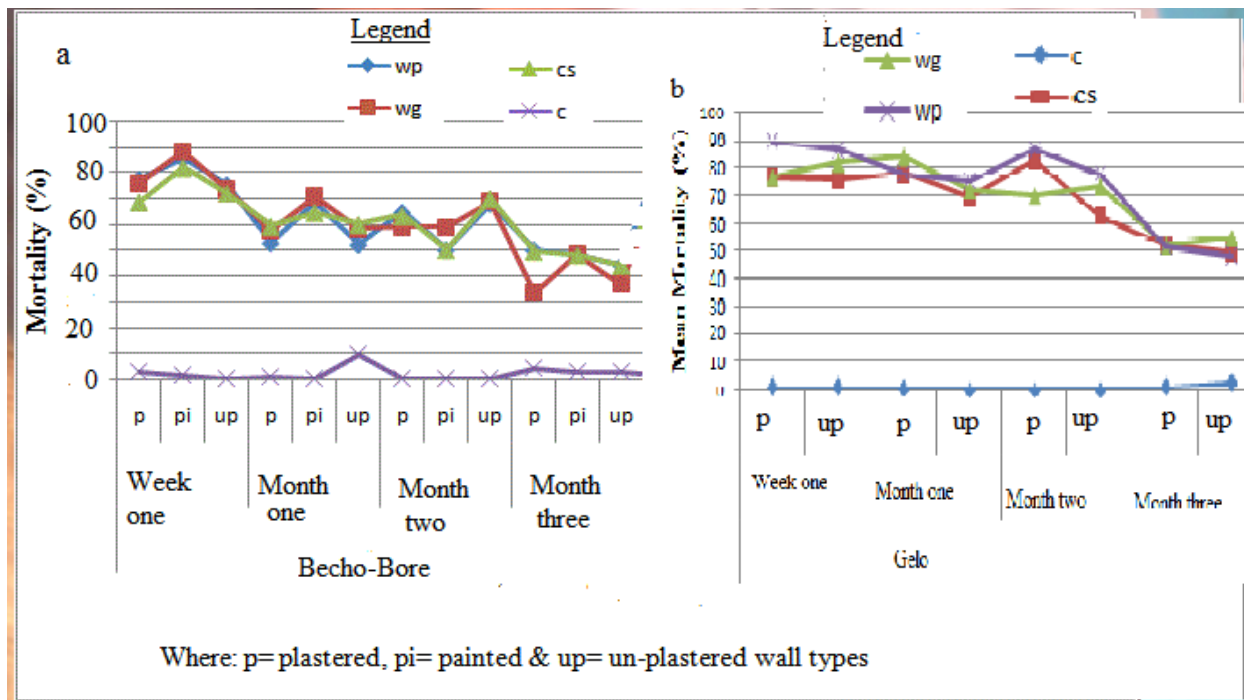 a
Legend
wp
cs
wg
c
Mortality (%)
100
80
60
40
20
0
p pi up p pi up p pi up p pi up
Week one
Month one
Month two
Month three
Becho-Bore
b
Legend
wg
c
wp
cs
Mean Mortality (%)
100
90
80
70
60
50
40
30
20
10
0
p up p up p up p up
Week one
Month one
Month two
Month three
Gelo
Where: p= plastered, pi= painted & up= un-plastered wall types